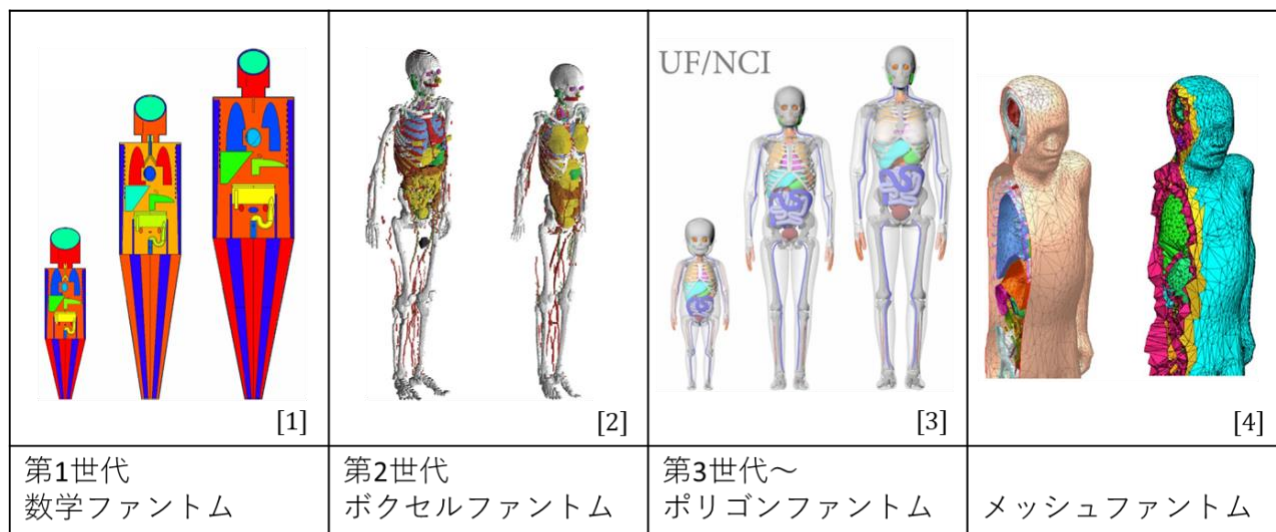 UF/NCI
[1]
[2]
[3]
[4]
第1世代
数学ファントム
第2世代
ボクセルファントム
第3世代～
ポリゴンファントム
メッシュファントム